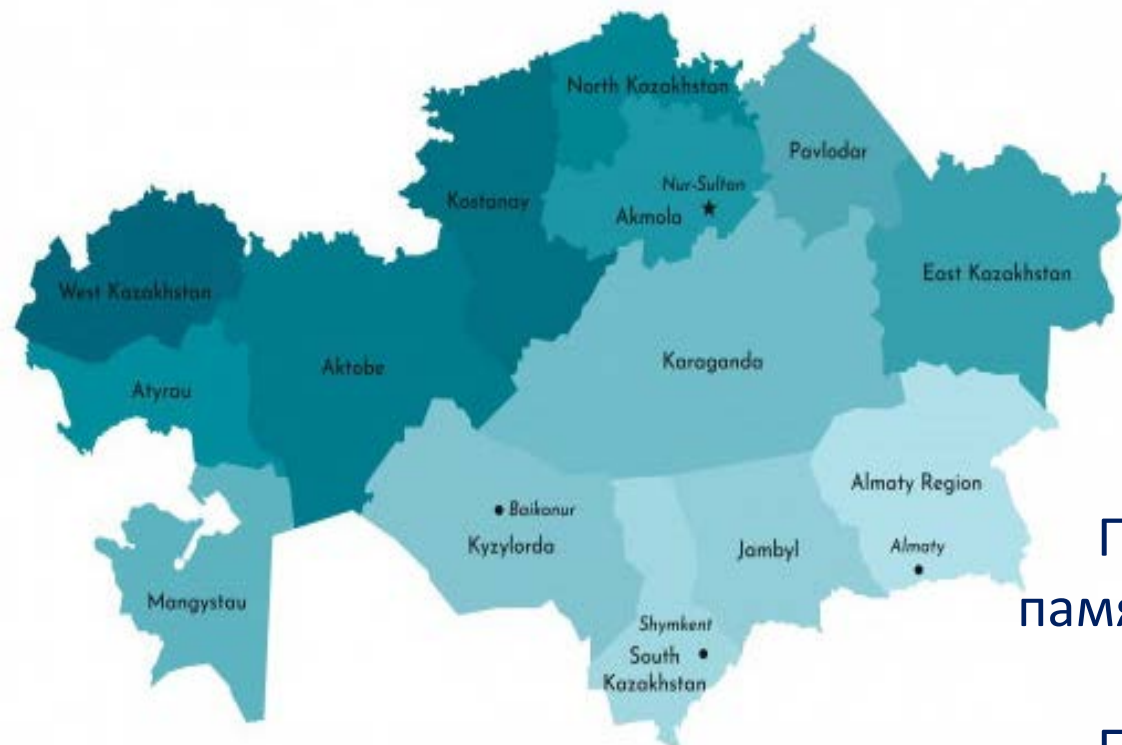 North Kazakhstan
Pavlodar
Nur-Sultan
Kostanay
Akmola
East Kazakhstan
West Kazakhstan
Karaganda
Aktobe
Atyrau
Almaty Region
Baikonur
Kyzylorda
Jambyl
Almaty
Mangystau
Shymkent
South
Kazakhstan